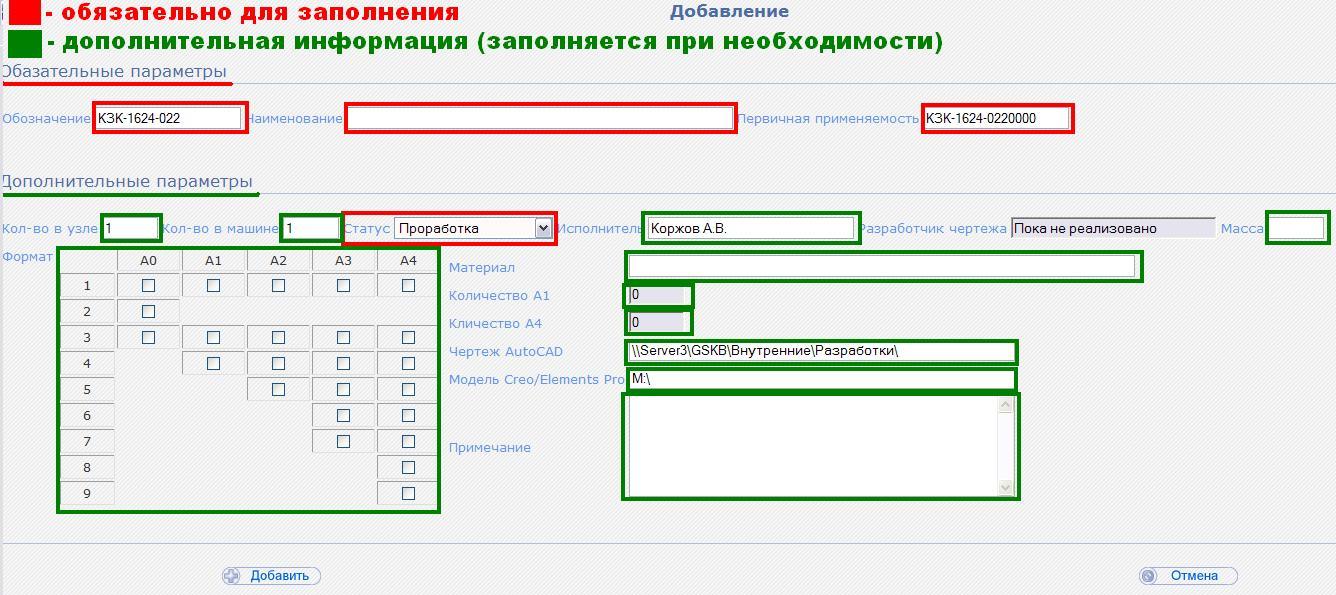 - обязательно для заполнения
Добавление
- дополнительная информация (заполняется при необходимости)
Обазательные параметры
Обозначение КЗК-1624-022 Наименование Первичная применяемость КЗК-1624-0220000
Дополнительные параметры
Кол-во в узле 1 Кол-во в машине 1 Статус Проработка Исполнитель Коржов А.В. Разработчик чертежа Пока не реализовано Масса
Формат
A0 A1 A2 A3 A4
1
2
3
4
5
6
7
8
9
Материал
Количество А1 0
Кличество А4 0
Чертеж AutoCAD \\Server3\GSKB\Внутренние\Разработки\
Модель Creo/Elements Pro M:\
Примечание
Добавить
Отмена